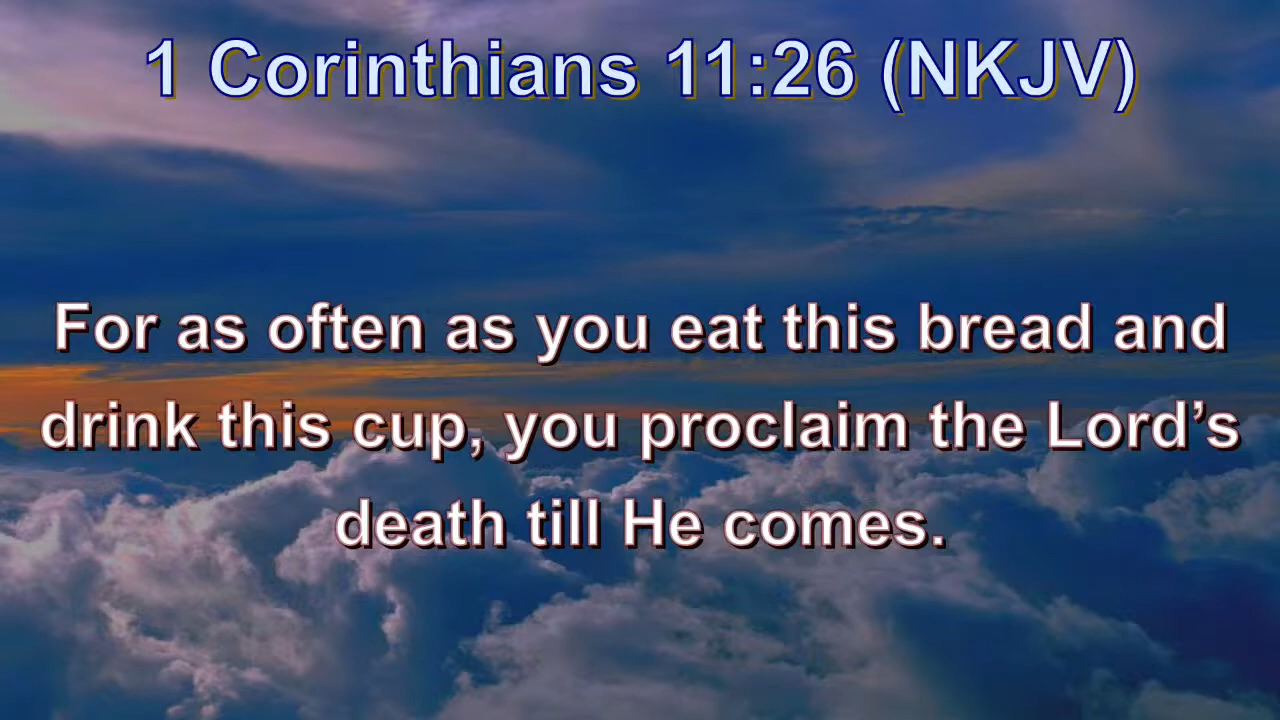 1 Corinthians 11:26 (NKJV)
For as often as you eat this bread and
drink this cup, you proclaim the Lord’s
death till He comes.